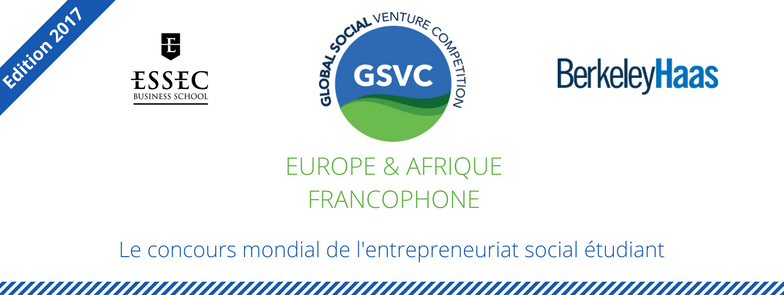 Edition 2017
ESSEC
BUSINESS SCHOOL
GLOBAL SOCIAL VENTURE COMPETITION
GSVC
BerkeleyHaas
EUROPE & AFRIQUE
FRANCOPHONE
Le concours mondial de l'entrepreneuriat social étudiant